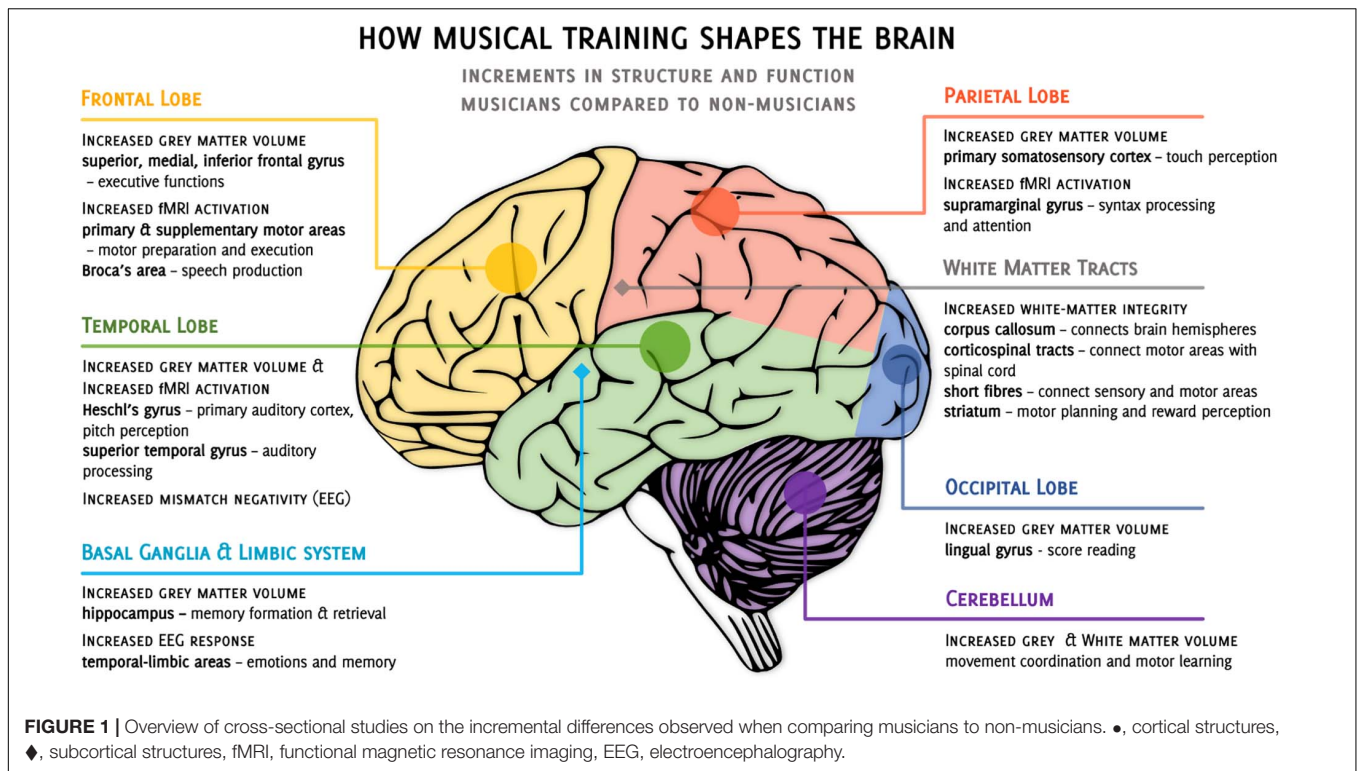 HOW MUSICAL TRAINING SHAPES THE BRAIN
INCREMENTS IN STRUCTURE AND FUNCTION
MUSICIANS COMPARED TO NON-MUSICIANS
FRONTAL LOBE
INCREASED GREY MATTER VOLUME
superior, medial, inferior frontal gyrus
– executive functions
INCREASED fMRI ACTIVATION
primary & supplementary motor areas
– motor preparation and execution
Broca's area – speech production
TEMPORAL LOBE
INCREASED GREY MATTER VOLUME &
INCREASED fMRI ACTIVATION
Heschl's gyrus – primary auditory cortex,
pitch perception
superior temporal gyrus – auditory
processing
INCREASED MISMATCH NEGATIVITY (EEG)
BASAL GANGLIA & LIMBIC SYSTEM
INCREASED GREY MATTER VOLUME
hippocampus – memory formation & retrieval
INCREASED EEG RESPONSE
temporal-limbic areas – emotions and memory
PARIETAL LOBE
INCREASED GREY MATTER VOLUME
primary somatosensory cortex – touch perception
INCREASED fMRI ACTIVATION
supramarginal gyrus – syntax processing
and attention
WHITE MATTER TRACTS
INCREASED WHITE-MATTER INTEGRITY
corpus callosum – connects brain hemispheres
corticospinal tracts – connect motor areas with
spinal cord
short fibres – connect sensory and motor areas
striatum – motor planning and reward perception
OCCIPITAL LOBE
INCREASED GREY MATTER VOLUME
lingual gyrus - score reading
CEREBELLUM
INCREASED GREY & WHITE MATTER VOLUME
movement coordination and motor learning
FIGURE 1 | Overview of cross-sectional studies on the incremental differences observed when comparing musicians to non-musicians. ●, cortical structures,
♦, subcortical structures, fMRI, functional magnetic resonance imaging, EEG, electroencephalography.